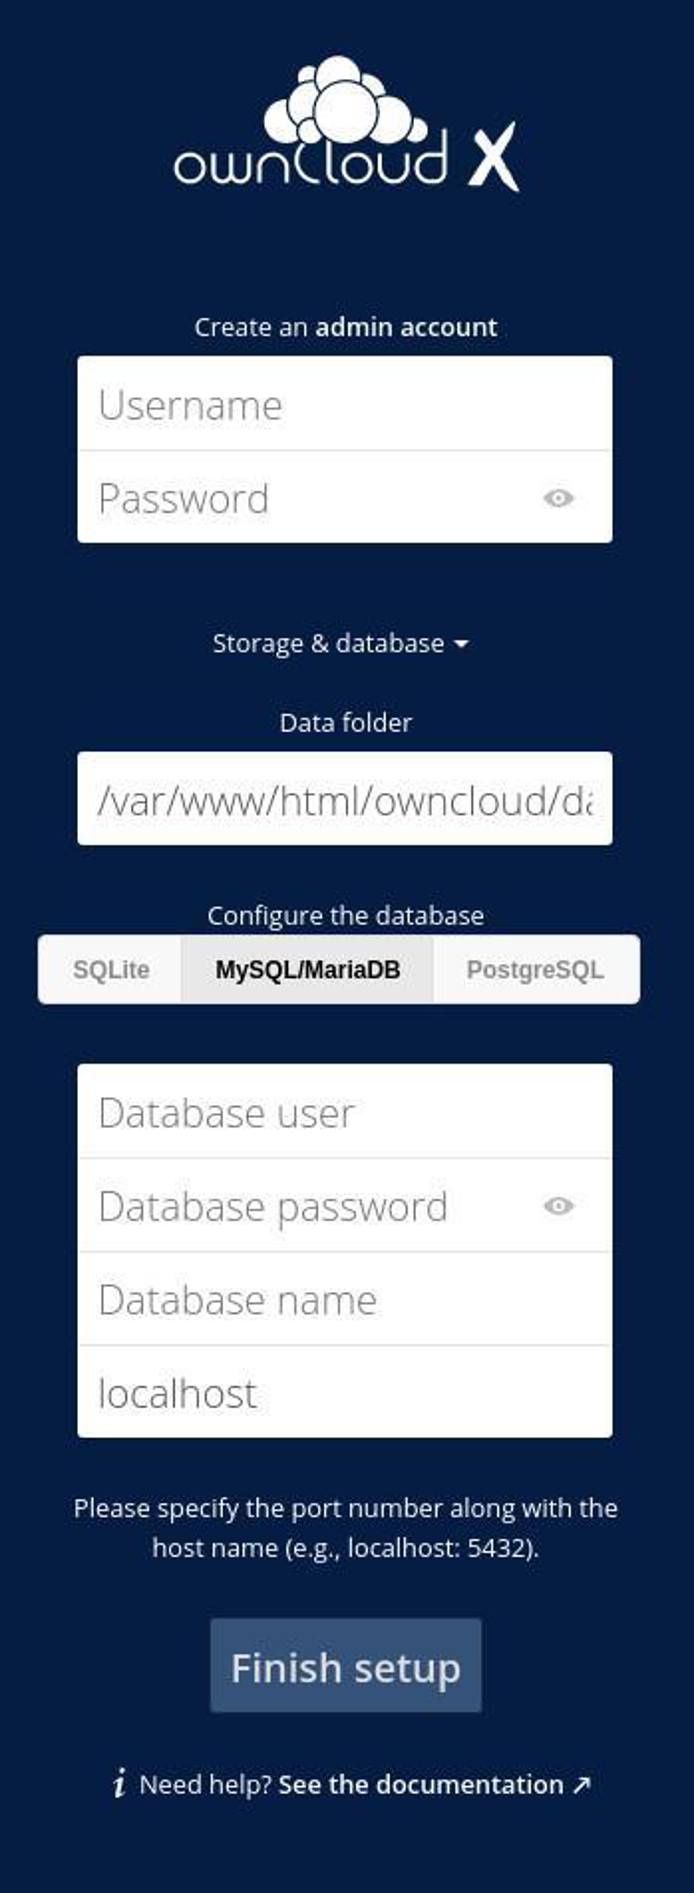 ownCloud X
Create an admin account
Username
Password
Storage & database
Data folder
/var/www/html/owncloud/da
Configure the database
SQLite MySQL/MariaDB PostgreSQL
Database user
Database password
Database name
localhost
Please specify the port number along with the
host name (e.g., localhost: 5432).
Finish setup
i Need help? See the documentation ↗